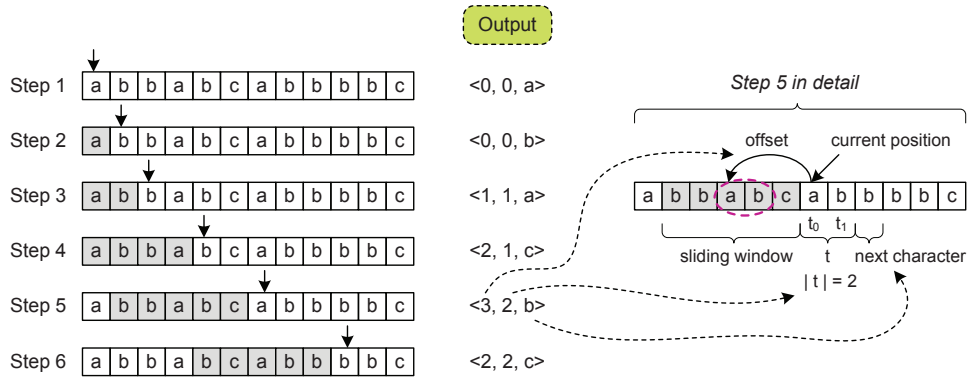 Output
Step 1 a b b a b c a b b b b c <0, 0, a>
Step 2 a b b a b c a b b b b c <0, 0, b>
Step 3 a b b a b c a b b b b c <1, 1, a>
Step 4 a b b a b c a b b b b c <2, 1, c>
Step 5 a b b a b c a b b b b c <3, 2, b>
Step 6 a b b a b c a b b b b c <2, 2, c>
Step 5 in detail
offset current position
a b b a b c a b b b b c
t0 t1
sliding window t next character
| t | = 2